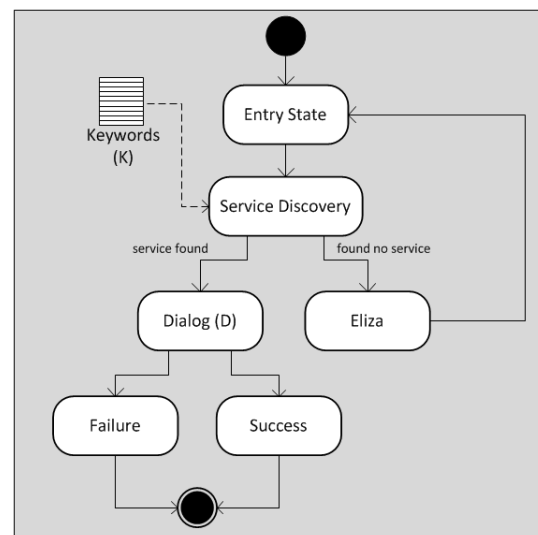 Entry State
Keywords
(K)
Service Discovery
service found
found no service
Dialog (D)
Eliza
Failure
Success